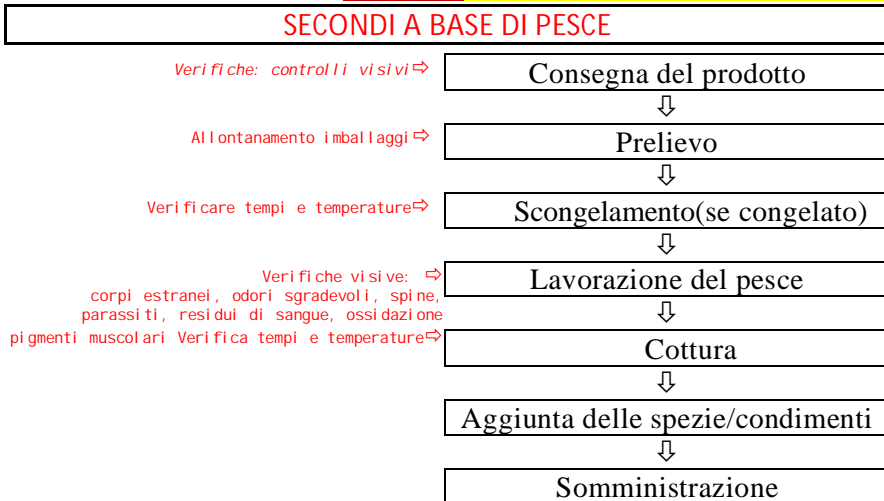 SECONDI A BASE DI PESCE
Verifiche: controlli visivi⇨
Consegna del prodotto
⇩
Allontanamento imballaggi⇨
Prelievo
⇩
Verificare tempi e temperature⇨
Scongelamento(se congelato)
⇩
Verifiche visive: ⇨
corpi estranei, odori sgradevoli, spine,
parassiti, residui di sangue, ossidazione
Lavorazione del pesce
⇩
pigmenti muscolari Verifica tempi e temperature⇨
Cottura
⇩
Aggiunta delle spezie/condimenti
⇩
Somministrazione